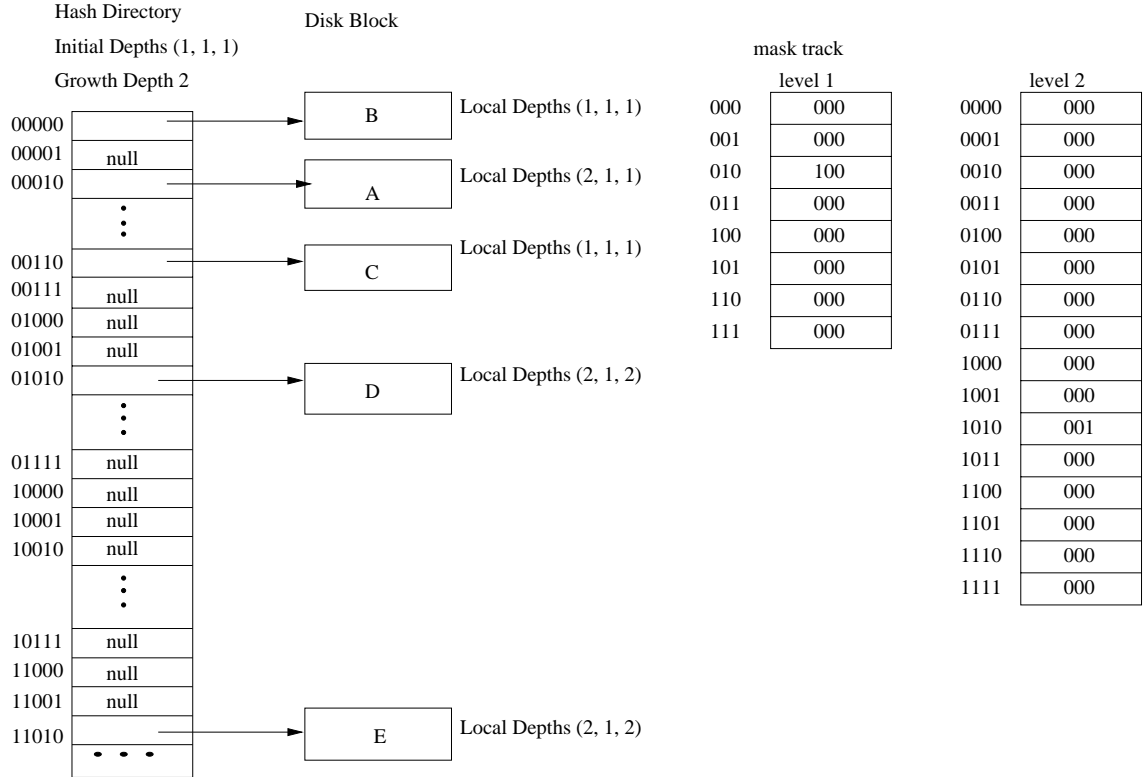 Hash Directory
Disk Block
Initial Depths (1, 1, 1)
Growth Depth 2
mask track
level 1
level 2
00000
B
Local Depths (1, 1, 1)
00001 null
00010
A
Local Depths (2, 1, 1)
00110
C
Local Depths (1, 1, 1)
00111 null
01000 null
01001 null
01010
D
Local Depths (2, 1, 2)
01111 null
10000 null
10001 null
10010 null
10111 null
11000 null
11001 null
11010
E
Local Depths (2, 1, 2)
000 000
001 000
010 100
011 000
100 000
101 000
110 000
111 000
0000 000
0001 000
0010 000
0011 000
0100 000
0101 000
0110 000
0111 000
1000 000
1001 000
1010 001
1011 000
1100 000
1101 000
1110 000
1111 000